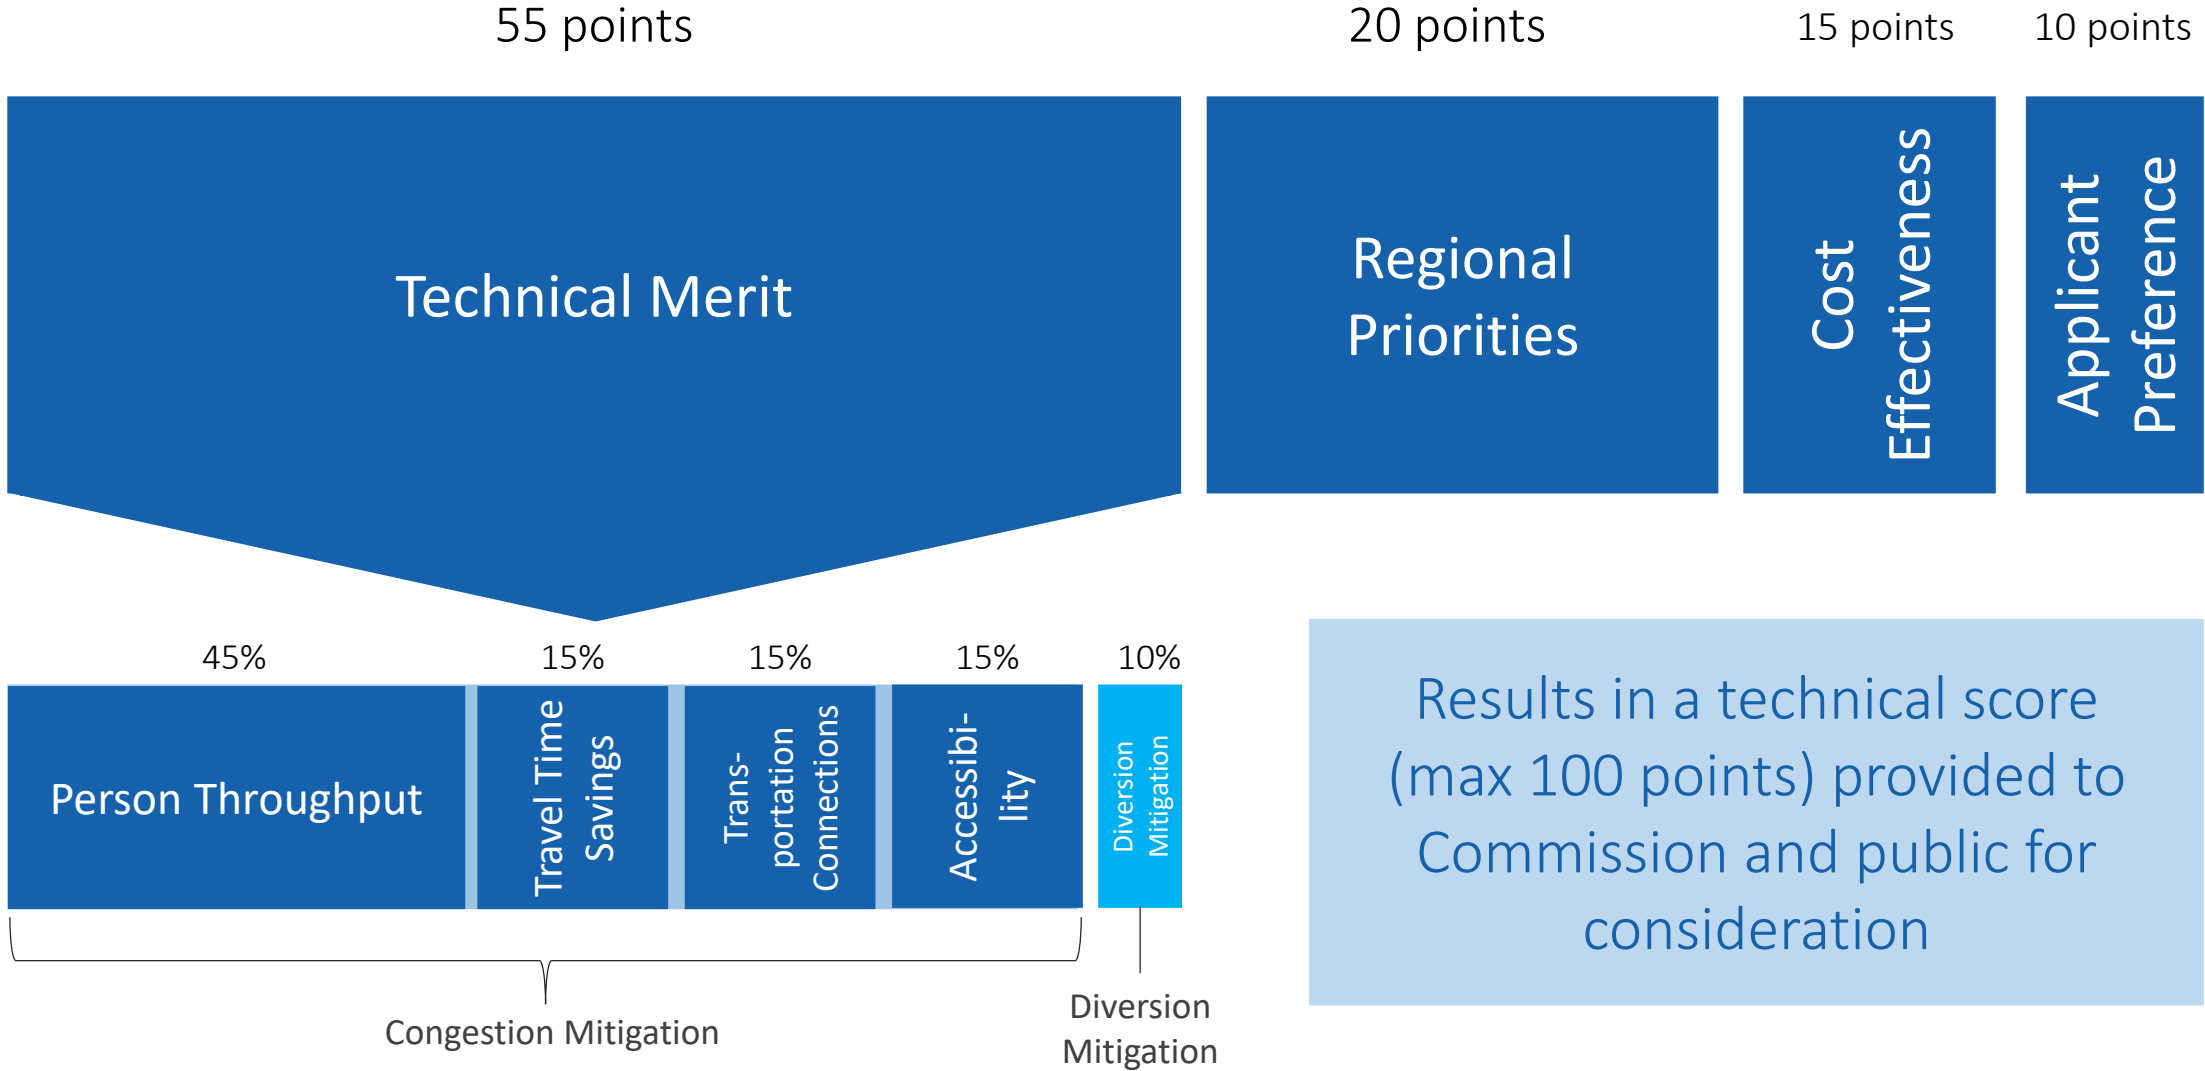 55 points
20 points
15 points
10 points
Technical Merit
Regional
Priorities
Cost
Effectiveness
Applicant
Preference
45%
15%
15%
15%
10%
Person Throughput
Travel Time
Savings
Trans-
portation
Connections
Accessibi-
lity
Diversion
Mitigation
Congestion Mitigation
Diversion
Mitigation
Results in a technical score
(max 100 points) provided to
Commission and public for
consideration